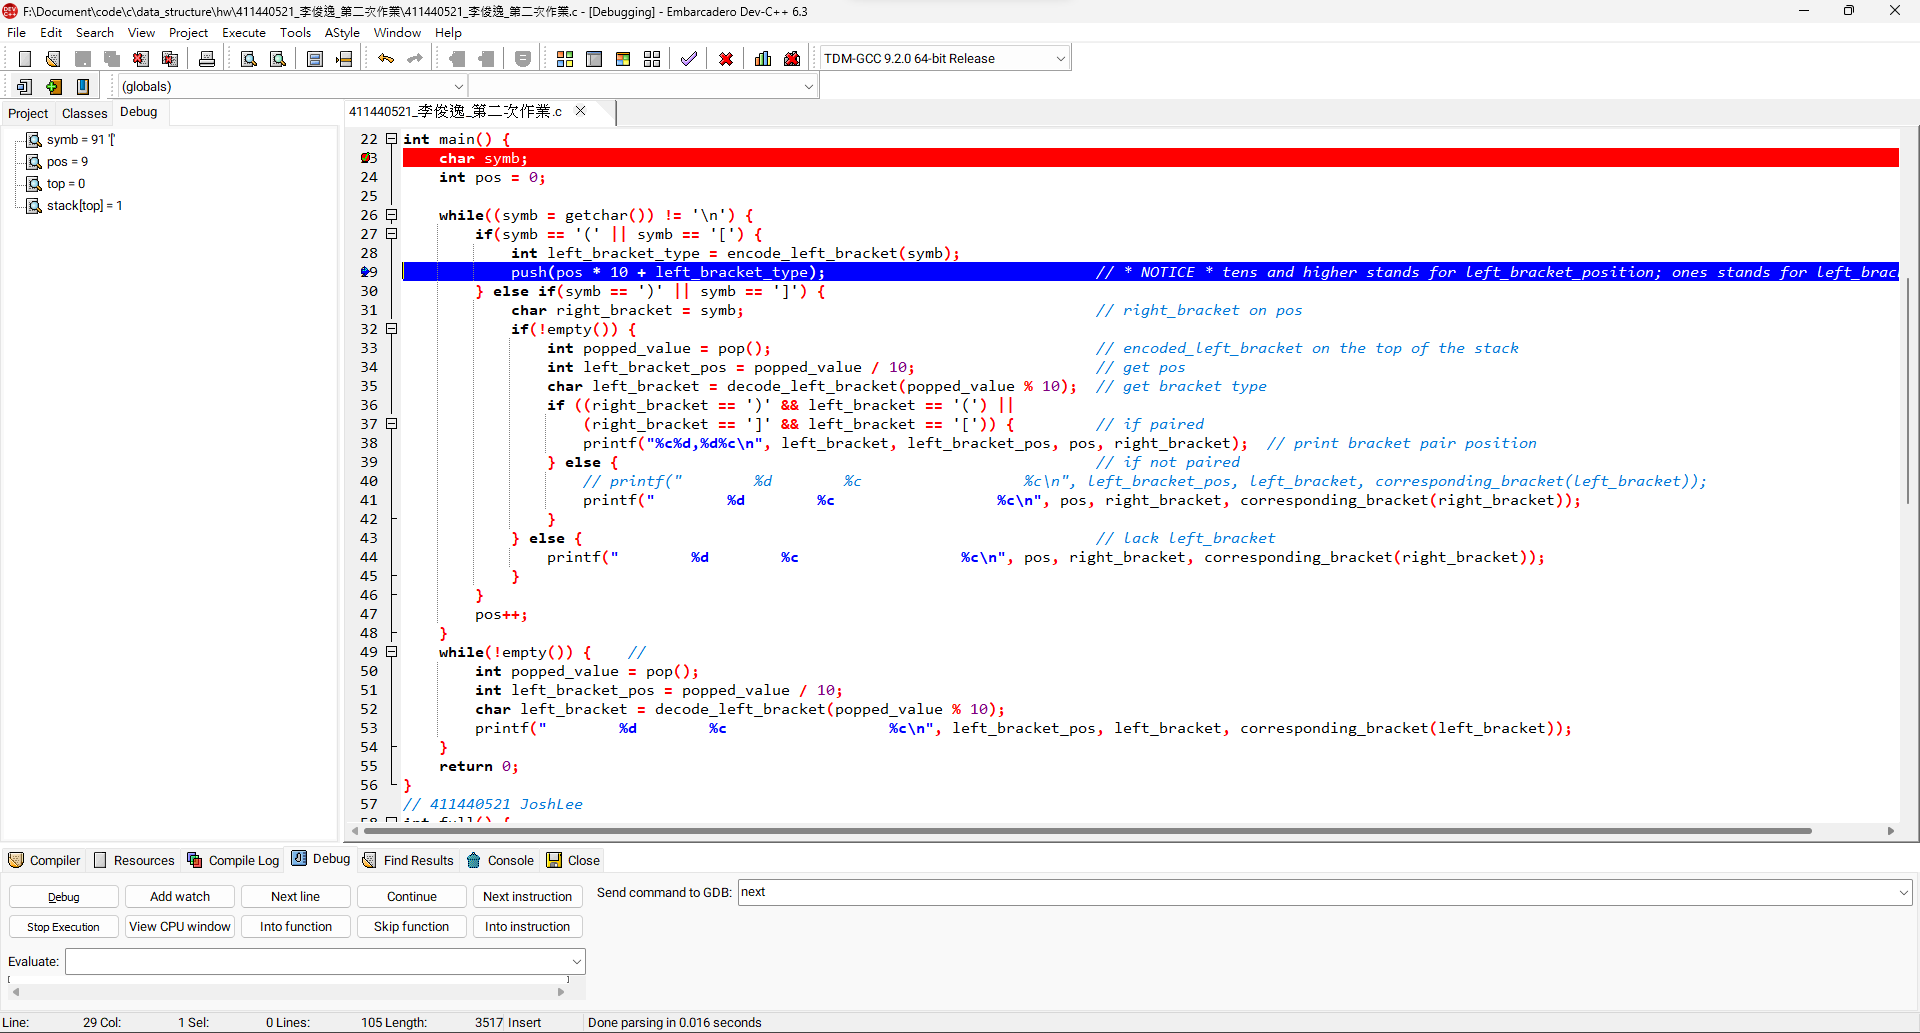 F:\Document\code\c\data_structure\hw\411440521_李俊逸_第二次作業\411440521_李俊逸_第二次作業.c - [Debugging] - Embarcadero Dev-C++ 6.3
File Edit Search View Project Execute Tools AStyle Window Help
TDM-GCC 9.2.0 64-bit Release
(globals)
Project Classes Debug
411440521_李俊逸_第二次作業.c
symb = 91 '['
pos = 9
top = 0
stack[top] = 1
22 int main() {
23 char symb;
24 int pos = 0;
25
26 while((symb = getchar()) != '\n') {
27 if(symb == '(' || symb == '[') {
28 int left_bracket_type = encode_left_bracket(symb);
29 push(pos * 10 + left_bracket_type); // * NOTICE * tens and higher stands for left_bracket_position; ones stands for left_brac
30 } else if(symb == ')' || symb == ']') {
31 char right_bracket = symb; // right_bracket on pos
32 if(!empty()) {
33 int popped_value = pop(); // encoded_left_bracket on the top of the stack
34 int left_bracket_pos = popped_value / 10; // get pos
35 char left_bracket = decode_left_bracket(popped_value % 10); // get bracket type
36 if ((right_bracket == ')' && left_bracket == '(') ||
37 (right_bracket == ']' && left_bracket == '[')) { // if paired
38 printf("%c%d,%d%c\n", left_bracket, left_bracket_pos, pos, right_bracket); // print bracket pair position
39 } else { // if not paired
40 // printf(" %d %c %c\n", left_bracket_pos, left_bracket, corresponding_bracket(left_bracket));
41 printf(" %d %c %c\n", pos, right_bracket, corresponding_bracket(right_bracket));
42 }
43 } else { // lack left_bracket
44 printf(" %d %c %c\n", pos, right_bracket, corresponding_bracket(right_bracket));
45 }
46 }
47 pos++;
48 }
49 while(!empty()) { //
50 int popped_value = pop();
51 int left_bracket_pos = popped_value / 10;
52 char left_bracket = decode_left_bracket(popped_value % 10);
53 printf(" %d %c %c\n", left_bracket_pos, left_bracket, corresponding_bracket(left_bracket));
54 }
55 return 0;
56 }
57 // 411440521 JoshLee
58 int full() {
Compiler Resources Compile Log Debug Find Results Console Close
Debug Add watch Next line Continue Next instruction Send command to GDB: next
Stop Execution View CPU window Into function Skip function Into instruction
Evaluate:
Line: 29 Col: 1 Sel: 0 Lines: 105 Length: 3517 Insert Done parsing in 0.016 seconds